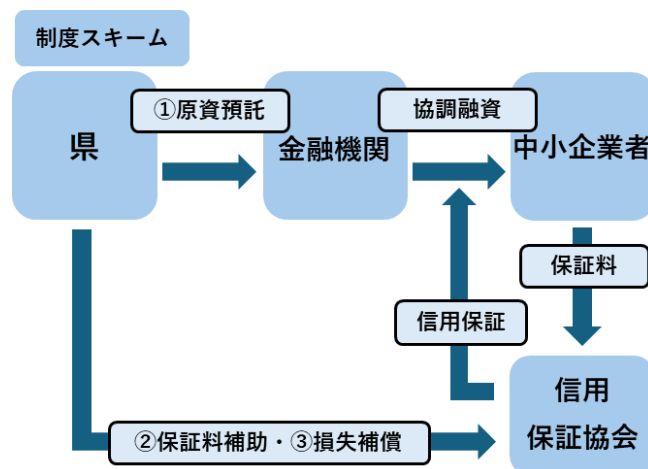 制度スキーム
県
①原資預託
金融機関
協調融資
中小企業者
保証料
信用保証
信用
保証協会
②保証料補助・③損失補償